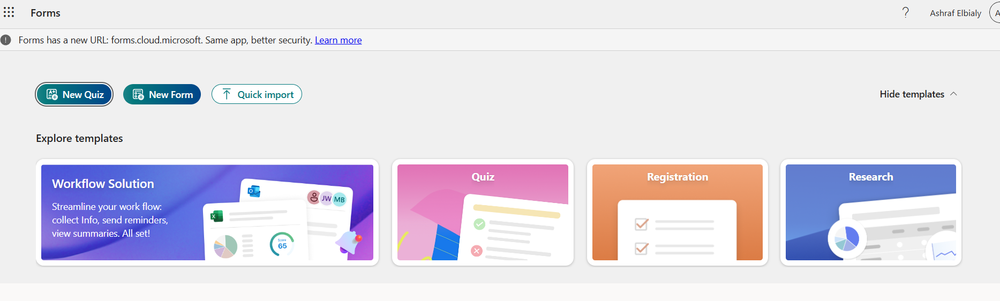 Forms
Ashraf Elbialy
A
Forms has a new URL: forms.cloud.microsoft. Same app, better security. Learn more
New Quiz
New Form
Quick import
Hide templates
Explore templates
Workflow Solution
Streamline your work flow:
collect Info, send reminders,
view summaries. All set!
JW
MB
Score
65
Quiz
Registration
Research